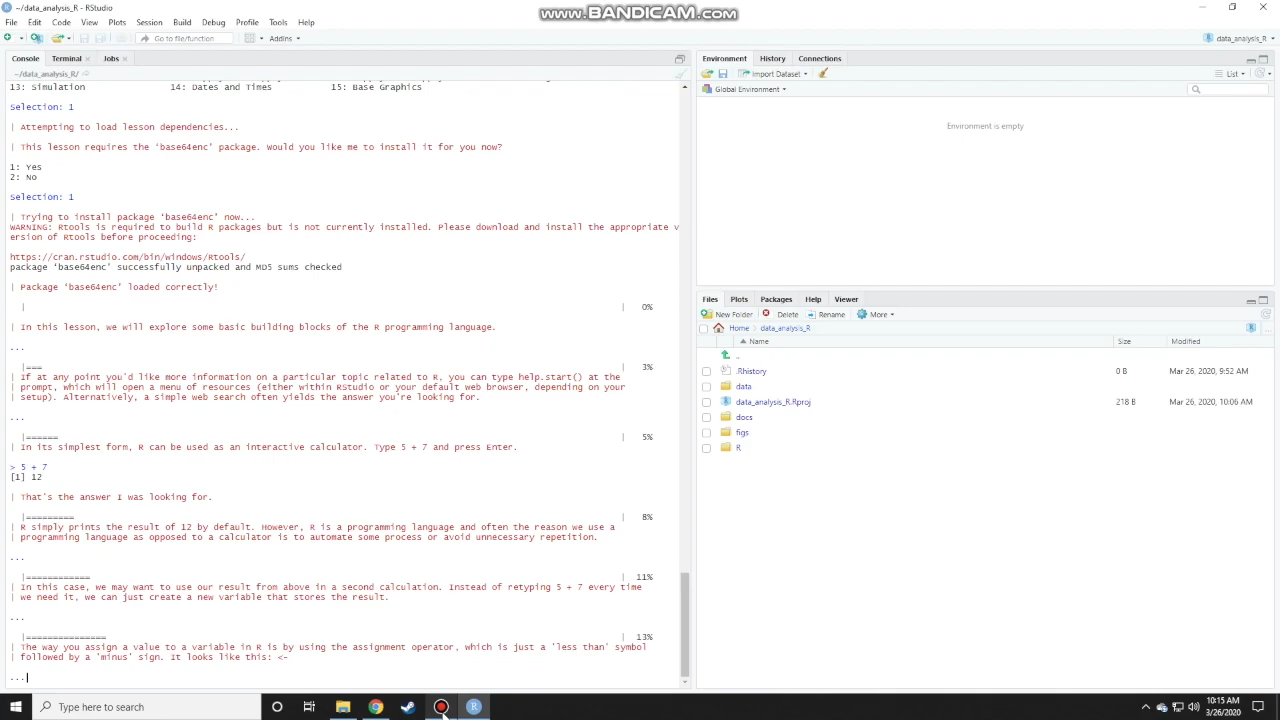 ~/data_analysis_R - RStudio
www.BANDICAM.com
File Edit Code View Plots Session Build Debug Profile Tools Help
Go to file/function Addins
data_analysis_R
Console Terminal Jobs
~/data_analysis_R/
13: Simulation 14: Dates and Times 15: Base Graphics
Selection: 1
| Attempting to load lesson dependencies...
| This lesson requires the ‘base64enc’ package. Would you like me to install it for you now?
1: Yes
2: No
Selection: 1
| Trying to install package ‘base64enc’ now...
WARNING: Rtools is required to build R packages but is not currently installed. Please download and install the appropriate v
ersion of Rtools before proceeding:
https://cran.rstudio.com/bin/windows/Rtools/
package ‘base64enc’ successfully unpacked and MD5 sums checked
| Package ‘base64enc’ loaded correctly!
| | 0%
| In this lesson, we will explore some basic building blocks of the R programming language.
...
|=== | 3%
| If at any point you'd like more information on a particular topic related to R, you can type help.start() at the
| prompt, which will open a menu of resources (either within RStudio or your default web browser, depending on your
| setup). Alternatively, a simple web search often yields the answer you're looking for.
...
|====== | 5%
| In its simplest form, R can be used as an interactive calculator. Type 5 + 7 and press Enter.
> 5 + 7
[1] 12
| That's the answer I was looking for.
|========= | 8%
| R simply prints the result of 12 by default. However, R is a programming language and often the reason we use a
| programming language as opposed to a calculator is to automate some process or avoid unnecessary repetition.
...
|============ | 11%
| In this case, we may want to use our result from above in a second calculation. Instead of retyping 5 + 7 every time
| we need it, we can just create a new variable that stores the result.
...
|=============== | 13%
| The way you assign a value to a variable in R is by using the assignment operator, which is just a 'less than' symbol
| followed by a 'minus' sign. It looks like this: <-
...
Environment History Connections
Import Dataset List
Global Environment
Environment is empty
Files Plots Packages Help Viewer
New Folder Delete Rename More
Home data_analysis_R
Name Size Modified
..
.Rhistory 0 B Mar 26, 2020, 9:52 AM
data
data_analysis_R.Rproj 218 B Mar 26, 2020, 10:06 AM
docs
figs
R
Type here to search
10:15 AM
3/26/2020